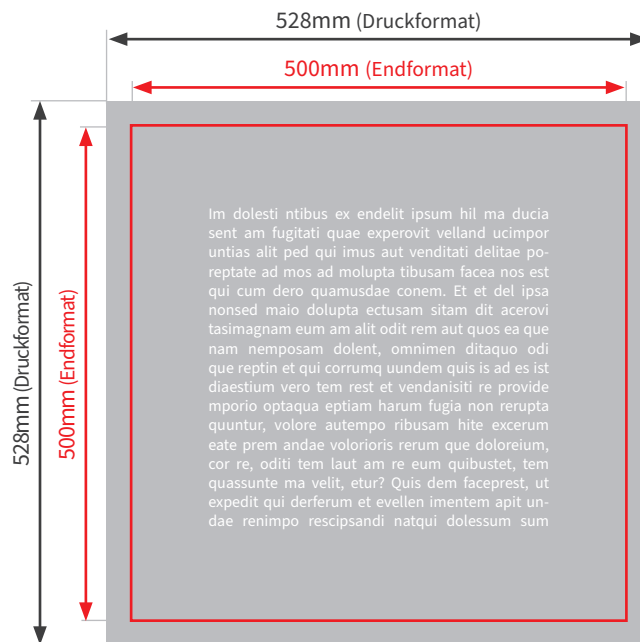 528mm (Druckformat)
500mm (Endformat)
528mm (Druckformat)
500mm (Endformat)
Im dolesti ntibus ex endelit ipsum hil ma ducia
sent am fugitati quae experovit velland ucimpor
untias alit ped qui imus aut venditati delitae po-
reptate ad mos ad molupta tibusam facea nos est
qui cum dero quamusdae conem. Et et del ipsa
nonsed maio dolupta ectusam sitam dit acerovi
tasimagnam eum am alit odit rem aut quos ea que
nam nemposam dolent, omnimen ditaquo odi
que reptin et qui corrumq uundem quis is ad es ist
diaestium vero tem rest et vendanisiti re provide
mporio optaqua eptiam harum fugia non rerupta
quuntur, volore autempo ribusam hite excerum
eate prem andae volorioris rerum que doloreium,
cor re, oditi tem laut am re eum quibustet, tem
quassunte ma velit, etur? Quis dem faceprest, ut
expedit qui derferum et evellen imentem apit un-
dae renimpo rescipsandi natqui dolessum sum